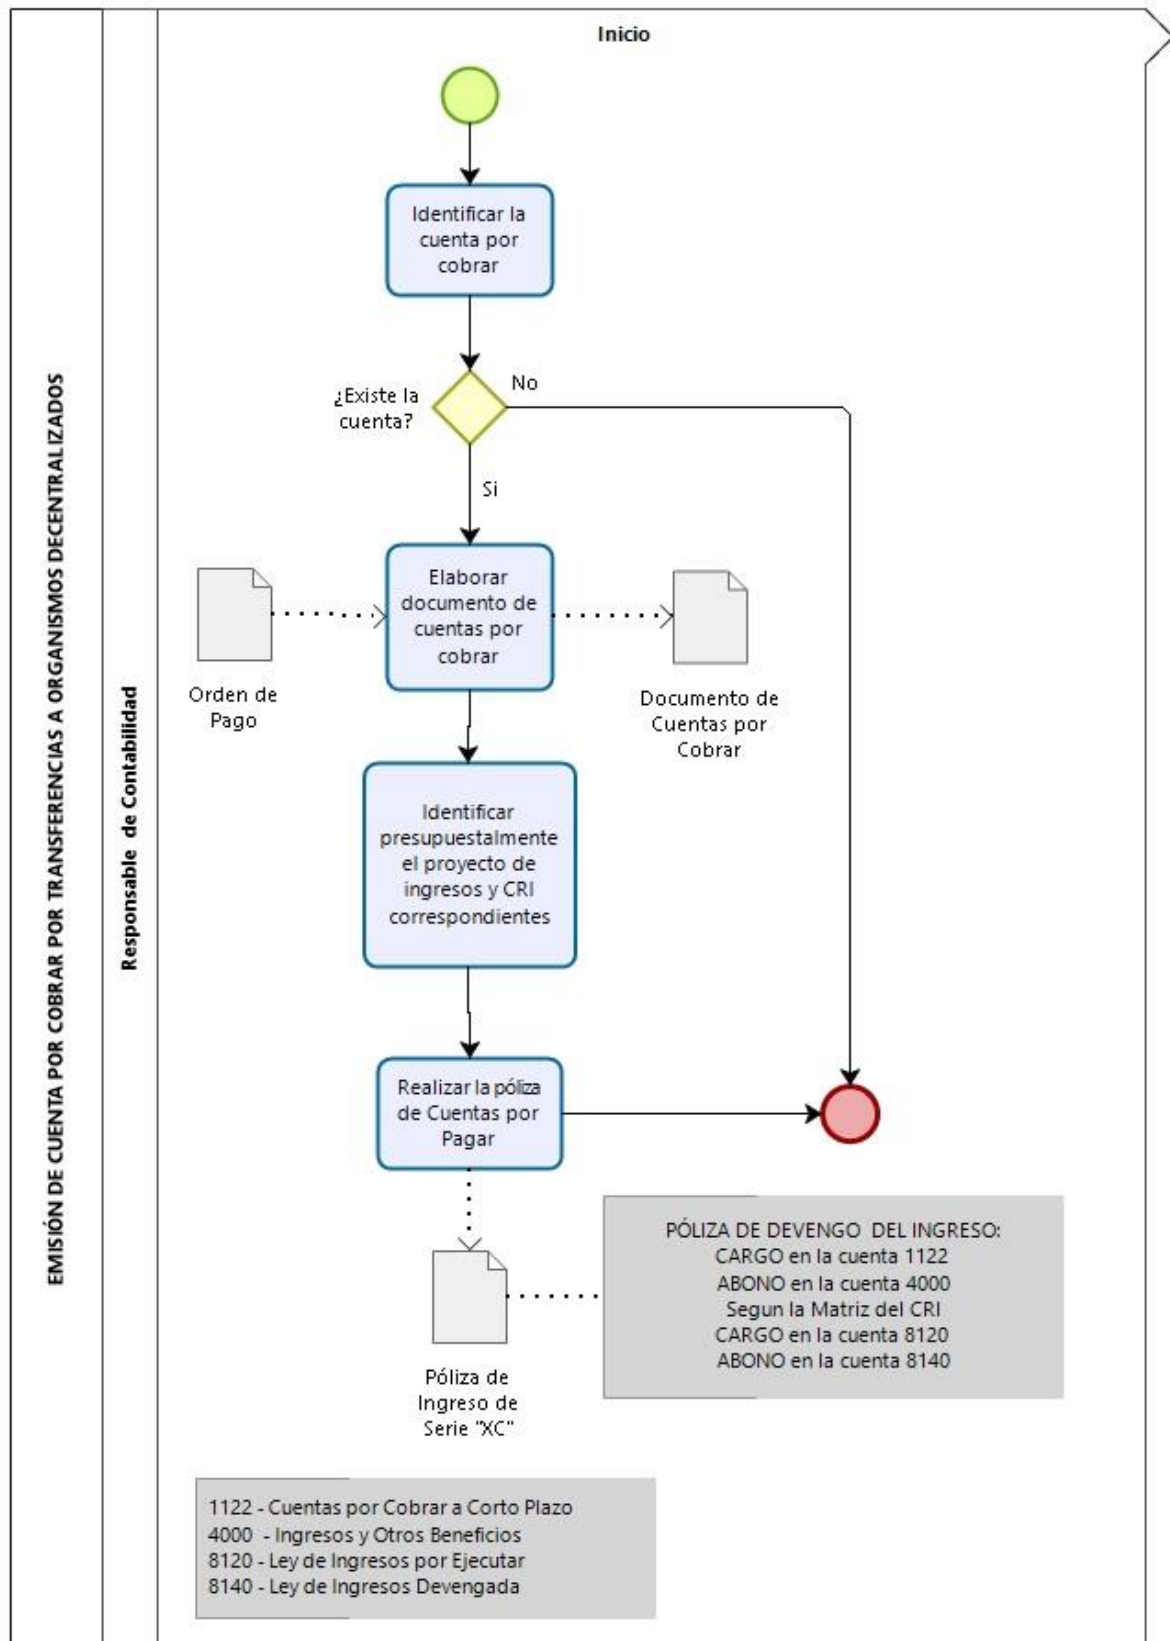 EMISIÓN DE CUENTA POR COBRAR POR TRANSFERENCIAS A ORGANISMOS DECENTRALIZADOS
Responsable de Contabilidad
Inicio
Identificar la
cuenta por
cobrar
¿Existe la
cuenta?
No
Si
Elaborar
documento de
cuentas por
cobrar
Orden de
Pago
Documento de
Cuentas por
Cobrar
Identificar
presupuestalmente
el proyecto de
ingresos y CRI
correspondientes
Realizar la póliza
de Cuentas por
Pagar
PÓLIZA DE DEVENGO DEL INGRESO:
CARGO en la cuenta 1122
ABONO en la cuenta 4000
Segun la Matriz del CRI
CARGO en la cuenta 8120
ABONO en la cuenta 8140
Póliza de
Ingreso de
Serie "XC"
1122 - Cuentas por Cobrar a Corto Plazo
4000 - Ingresos y Otros Beneficios
8120 - Ley de Ingresos por Ejecutar
8140 - Ley de Ingresos Devengada